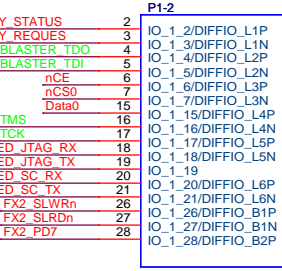 P1-2
Y_STATUS 2 IO_1_2/DIFFIO_L1P
Y_REQUES 3 IO_1_3/DIFFIO_L1N
BLASTER_TDO 4 IO_1_4/DIFFIO_L2P
BLASTER_TDI 5 IO_1_5/DIFFIO_L2N
nCE 6 IO_1_6/DIFFIO_L3P
nCS0 7 IO_1_7/DIFFIO_L3N
Data0 15 IO_1_15/DIFFIO_L4P
TMS 16 IO_1_16/DIFFIO_L4N
TCK 17 IO_1_17/DIFFIO_L5P
ED_JTAG_RX 18 IO_1_18/DIFFIO_L5N
ED_JTAG_TX 19 IO_1_19
ED_SC_RX 20 IO_1_20/DIFFIO_L6P
ED_SC_TX 21 IO_1_21/DIFFIO_L6N
FX2_SLWRn 26 IO_1_26/DIFFIO_B1P
FX2_SLRDn 27 IO_1_27/DIFFIO_B1N
FX2_PD7 28 IO_1_28/DIFFIO_B2P